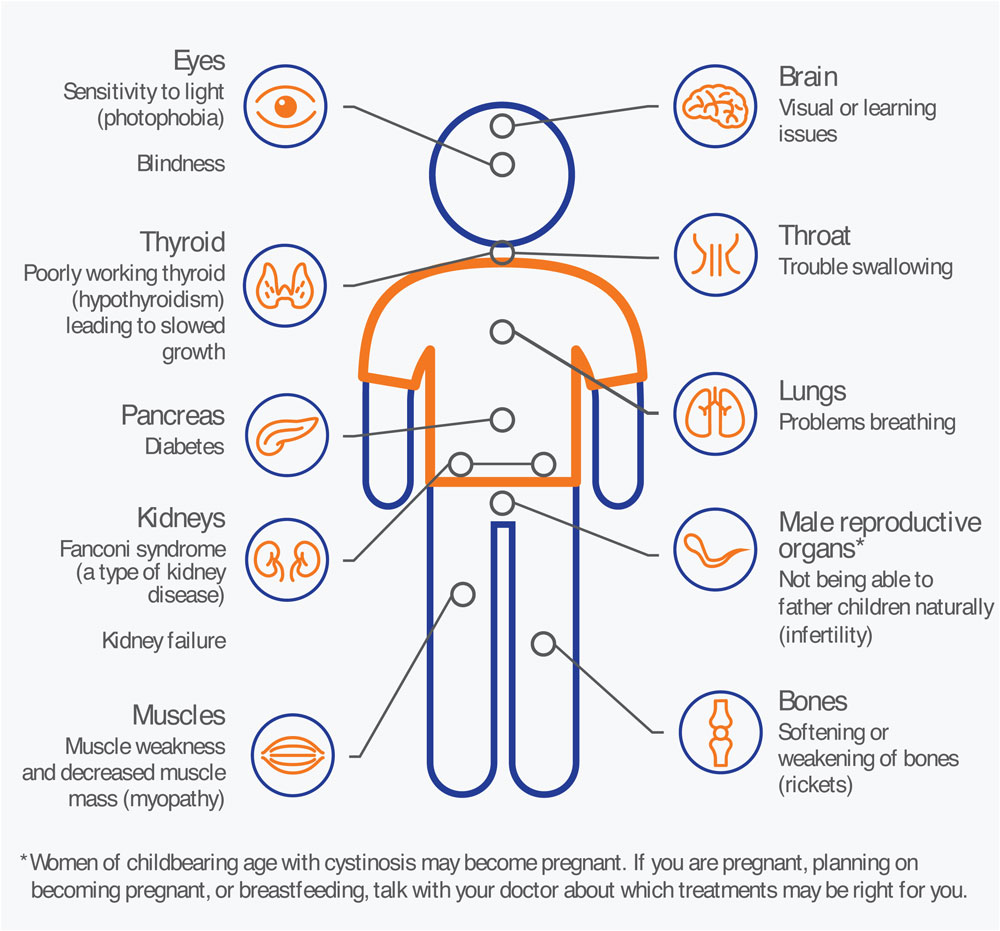 Eyes
Sensitivity to light
(photophobia)
Blindness
Thyroid
Poorly working thyroid
(hypothyroidism)
leading to slowed
growth
Pancreas
Diabetes
Kidneys
Fanconi syndrome
(a type of kidney
disease)
Kidney failure
Muscles
Muscle weakness
and decreased muscle
mass (myopathy)
Brain
Visual or learning
issues
Throat
Trouble swallowing
Lungs
Problems breathing
Male reproductive
organs*
Not being able to
father children naturally
(infertility)
Bones
Softening or
weakening of bones
(rickets)
*Women of childbearing age with cystinosis may become pregnant. If you are pregnant, planning on
becoming pregnant, or breastfeeding, talk with your doctor about which treatments may be right for you.